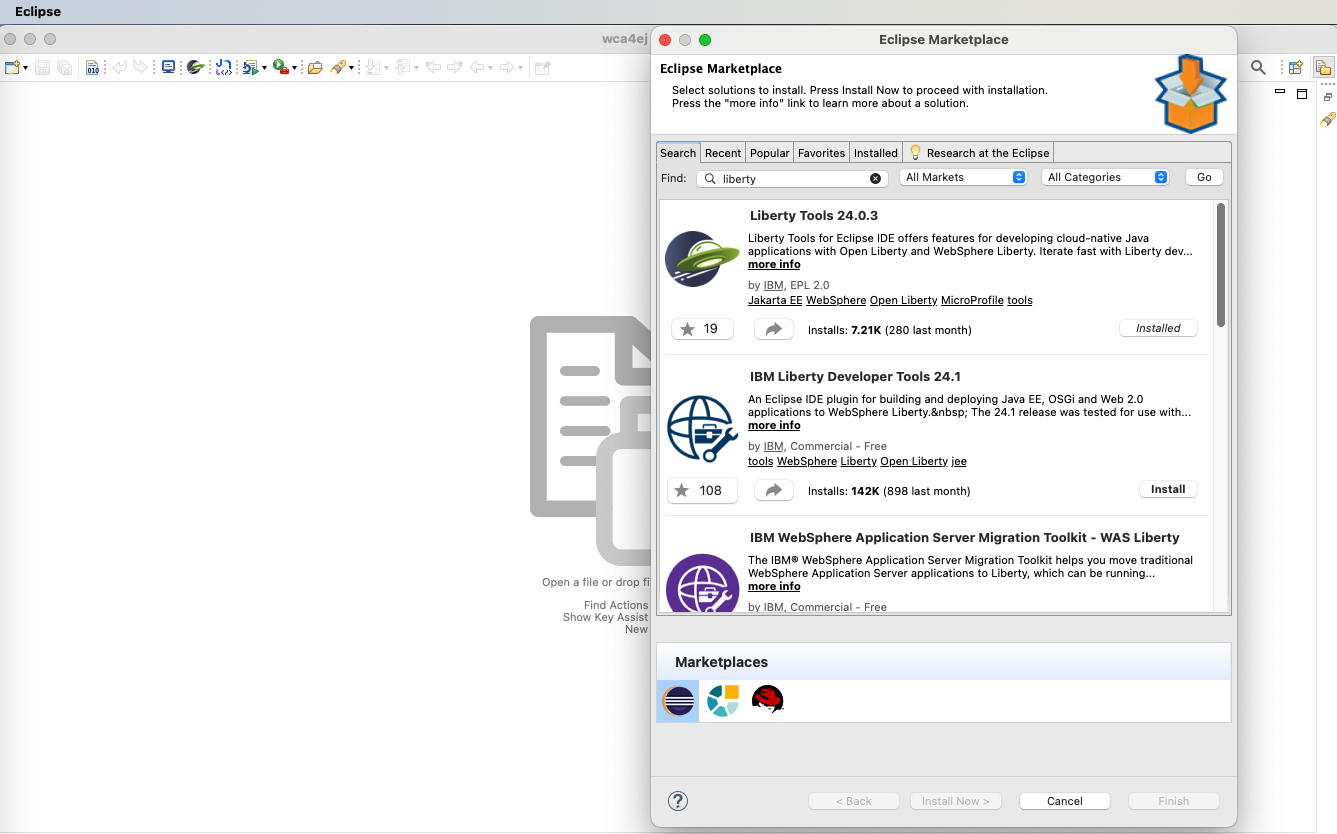 Eclipse
wca4ej
Eclipse Marketplace
010
Eclipse Marketplace
Select solutions to install. Press Install Now to proceed with installation.
Press the "more info" link to learn more about a solution.
Search Recent Popular Favorites Installed Research at the Eclipse
Find: liberty All Markets All Categories Go
Liberty Tools 24.0.3
Liberty Tools for Eclipse IDE offers features for developing cloud-native Java
applications with Open Liberty and WebSphere Liberty. Iterate fast with Liberty dev...
more info
by IBM, EPL 2.0
Jakarta EE WebSphere Open Liberty MicroProfile tools
19 Installs: 7.21K (280 last month) Installed
IBM Liberty Developer Tools 24.1
An Eclipse IDE plugin for building and deploying Java EE, OSGi and Web 2.0
applications to WebSphere Liberty.&nbsp; The 24.1 release was tested for use with...
more info
by IBM, Commercial - Free
tools WebSphere Liberty Open Liberty jee
108 Installs: 142K (898 last month) Install
IBM WebSphere Application Server Migration Toolkit - WAS Liberty
The IBM® WebSphere Application Server Migration Toolkit helps you move traditional
WebSphere Application Server applications to Liberty, which can be running...
more info
by IBM, Commercial - Free
Open a file or drop fi
Find Actions
Show Key Assist
New
Marketplaces
? < Back Install Now > Cancel Finish